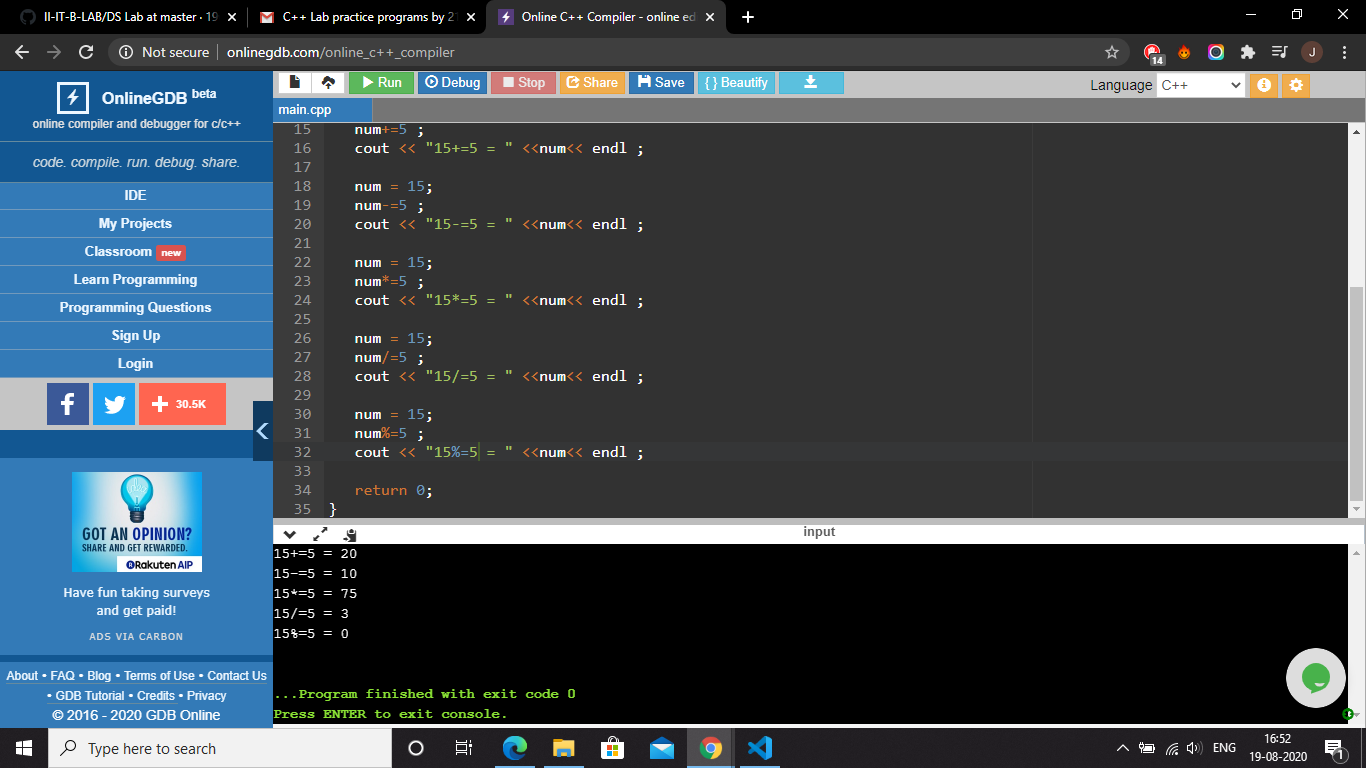 II-IT-B-LAB/DS Lab at master · 19
C++ Lab practice programs by 2
Online C++ Compiler - online ed
Not secure | onlinegdb.com/online_c++_compiler
14
J
OnlineGDB beta
online compiler and debugger for c/c++
code. compile. run. debug. share.
IDE
My Projects
Classroom new
Learn Programming
Programming Questions
Sign Up
Login
30.5K
GOT AN OPINION?
SHARE AND GET REWARDED.
Rakuten AIP
Have fun taking surveys
and get paid!
ADS VIA CARBON
About • FAQ • Blog • Terms of Use • Contact Us
• GDB Tutorial • Credits • Privacy
© 2016 - 2020 GDB Online
Run Debug Stop Share Save { } Beautify
Language C++
main.cpp
15 num+=5 ;
16 cout << "15+=5 = " <<num<< endl ;
17
18 num = 15;
19 num-=5 ;
20 cout << "15-=5 = " <<num<< endl ;
21
22 num = 15;
23 num*=5 ;
24 cout << "15*=5 = " <<num<< endl ;
25
26 num = 15;
27 num/=5 ;
28 cout << "15/=5 = " <<num<< endl ;
29
30 num = 15;
31 num%=5 ;
32 cout << "15%=5 = " <<num<< endl ;
33
34 return 0;
35 }
input
15+=5 = 20
15-=5 = 10
15*=5 = 75
15/=5 = 3
15%=5 = 0
...Program finished with exit code 0
Press ENTER to exit console.
Type here to search
ENG
16:52
19-08-2020
1